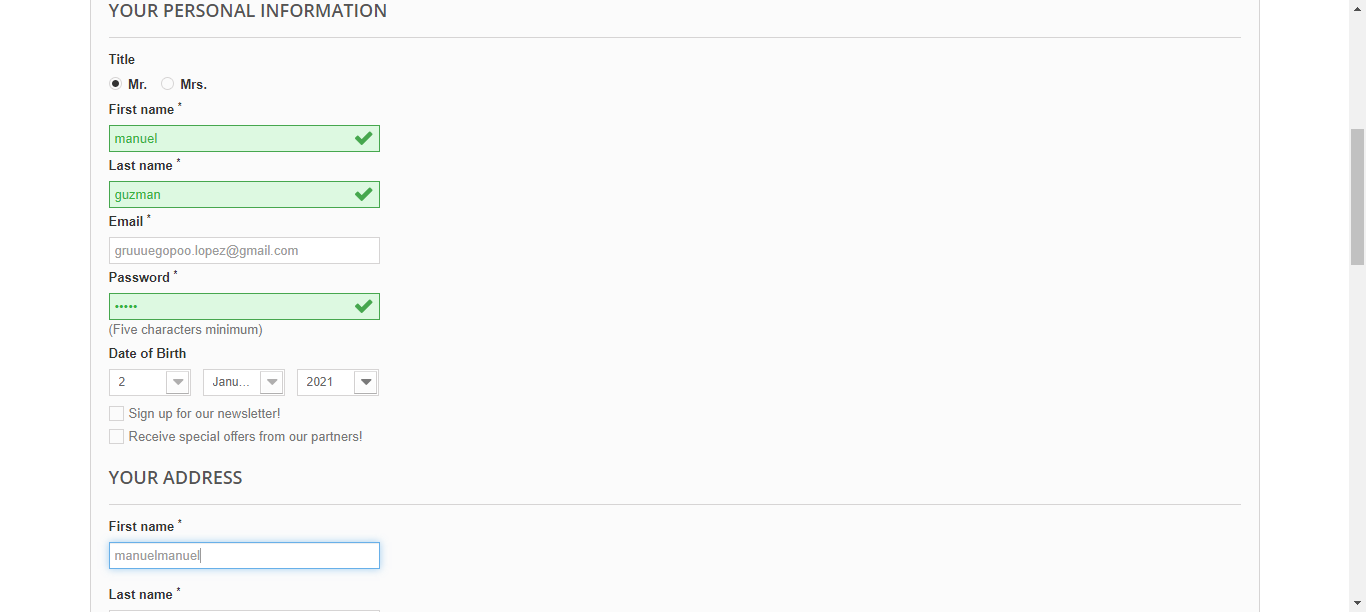 YOUR PERSONAL INFORMATION
Title
Mr. Mrs.
First name *
manuel
Last name *
guzman
Email *
gruuuegopoo.lopez@gmail.com
Password *
•••••
(Five characters minimum)
Date of Birth
2 Janu... 2021
Sign up for our newsletter!
Receive special offers from our partners!
YOUR ADDRESS
First name *
manuelmanuel
Last name *